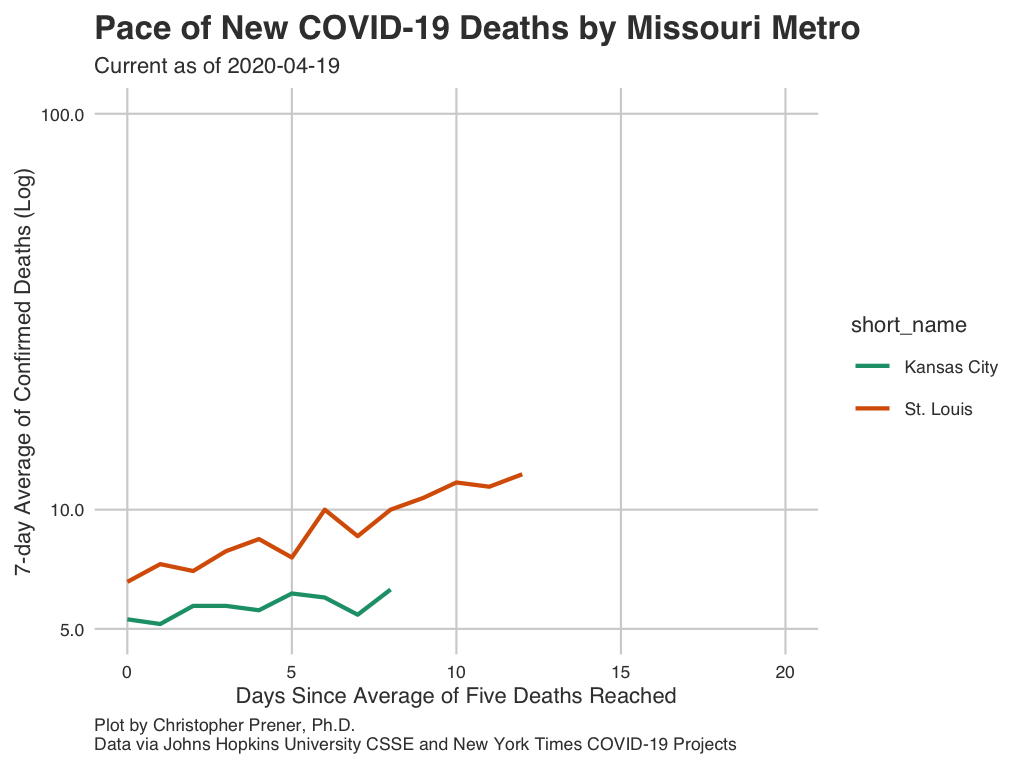 Pace of New COVID-19 Deaths by Missouri Metro
Current as of 2020-04-19
7-day Average of Confirmed Deaths (Log)
100.0
10.0
5.0
0 5 10 15 20
Days Since Average of Five Deaths Reached
short_name
Kansas City
St. Louis
Plot by Christopher Prener, Ph.D.
Data via Johns Hopkins University CSSE and New York Times COVID-19 Projects